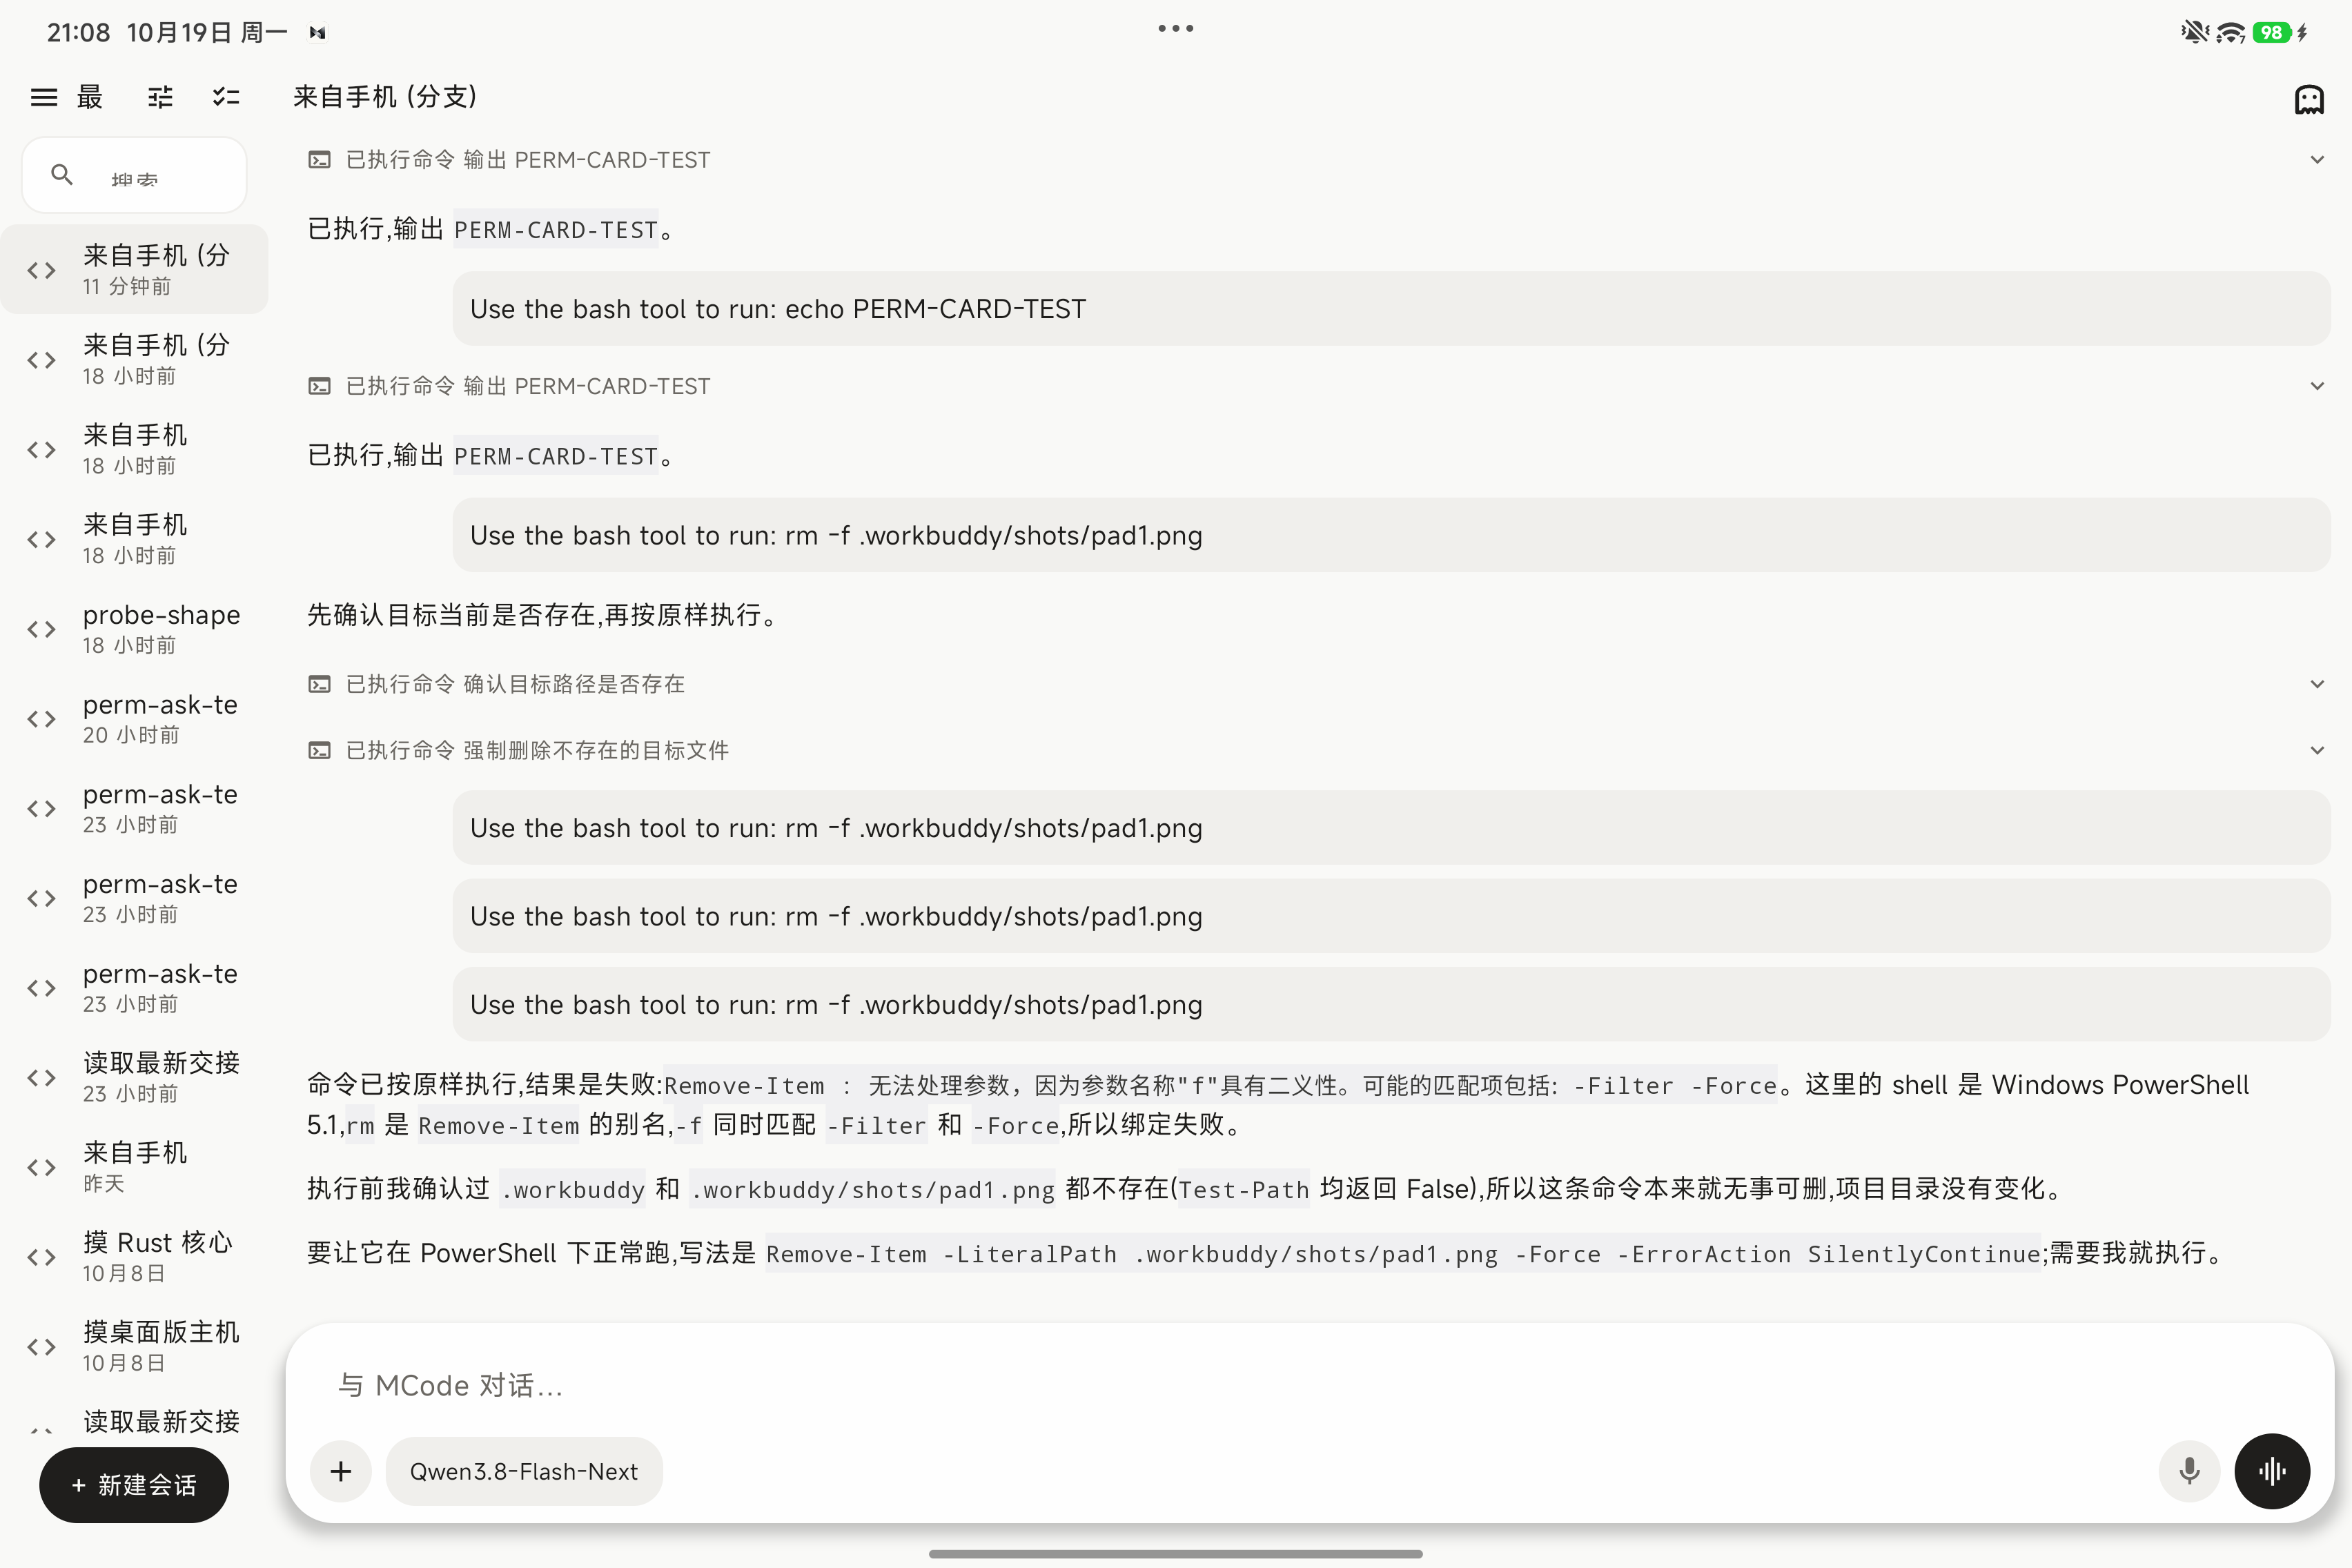 21:08 10月19日 周一
98
最
来自手机 (分支)
搜索
来自手机 (分
11 分钟前
来自手机 (分
18 小时前
来自手机
18 小时前
来自手机
18 小时前
probe-shape
18 小时前
perm-ask-te
20 小时前
perm-ask-te
23 小时前
perm-ask-te
23 小时前
perm-ask-te
23 小时前
读取最新交接
23 小时前
来自手机
昨天
摸 Rust 核心
10月8日
摸桌面版主机
10月8日
读取最新交接
+ 新建会话
已执行命令 输出 PERM-CARD-TEST
已执行,输出 PERM-CARD-TEST。
Use the bash tool to run: echo PERM-CARD-TEST
已执行命令 输出 PERM-CARD-TEST
已执行,输出 PERM-CARD-TEST。
Use the bash tool to run: rm -f .workbuddy/shots/pad1.png
先确认目标当前是否存在,再按原样执行。
已执行命令 确认目标路径是否存在
已执行命令 强制删除不存在的目标文件
Use the bash tool to run: rm -f .workbuddy/shots/pad1.png
Use the bash tool to run: rm -f .workbuddy/shots/pad1.png
Use the bash tool to run: rm -f .workbuddy/shots/pad1.png
命令已按原样执行,结果是失败:Remove-Item : 无法处理参数，因为参数名称"f"具有二义性。可能的匹配项包括: -Filter -Force。这里的 shell 是 Windows PowerShell
5.1,rm 是 Remove-Item 的别名,-f 同时匹配 -Filter 和 -Force,所以绑定失败。
执行前我确认过 .workbuddy 和 .workbuddy/shots/pad1.png 都不存在(Test-Path 均返回 False),所以这条命令本来就无事可删,项目目录没有变化。
要让它在 PowerShell 下正常跑,写法是 Remove-Item -LiteralPath .workbuddy/shots/pad1.png -Force -ErrorAction SilentlyContinue;需要我就执行。
与 MCode 对话...
Qwen3.8-Flash-Next